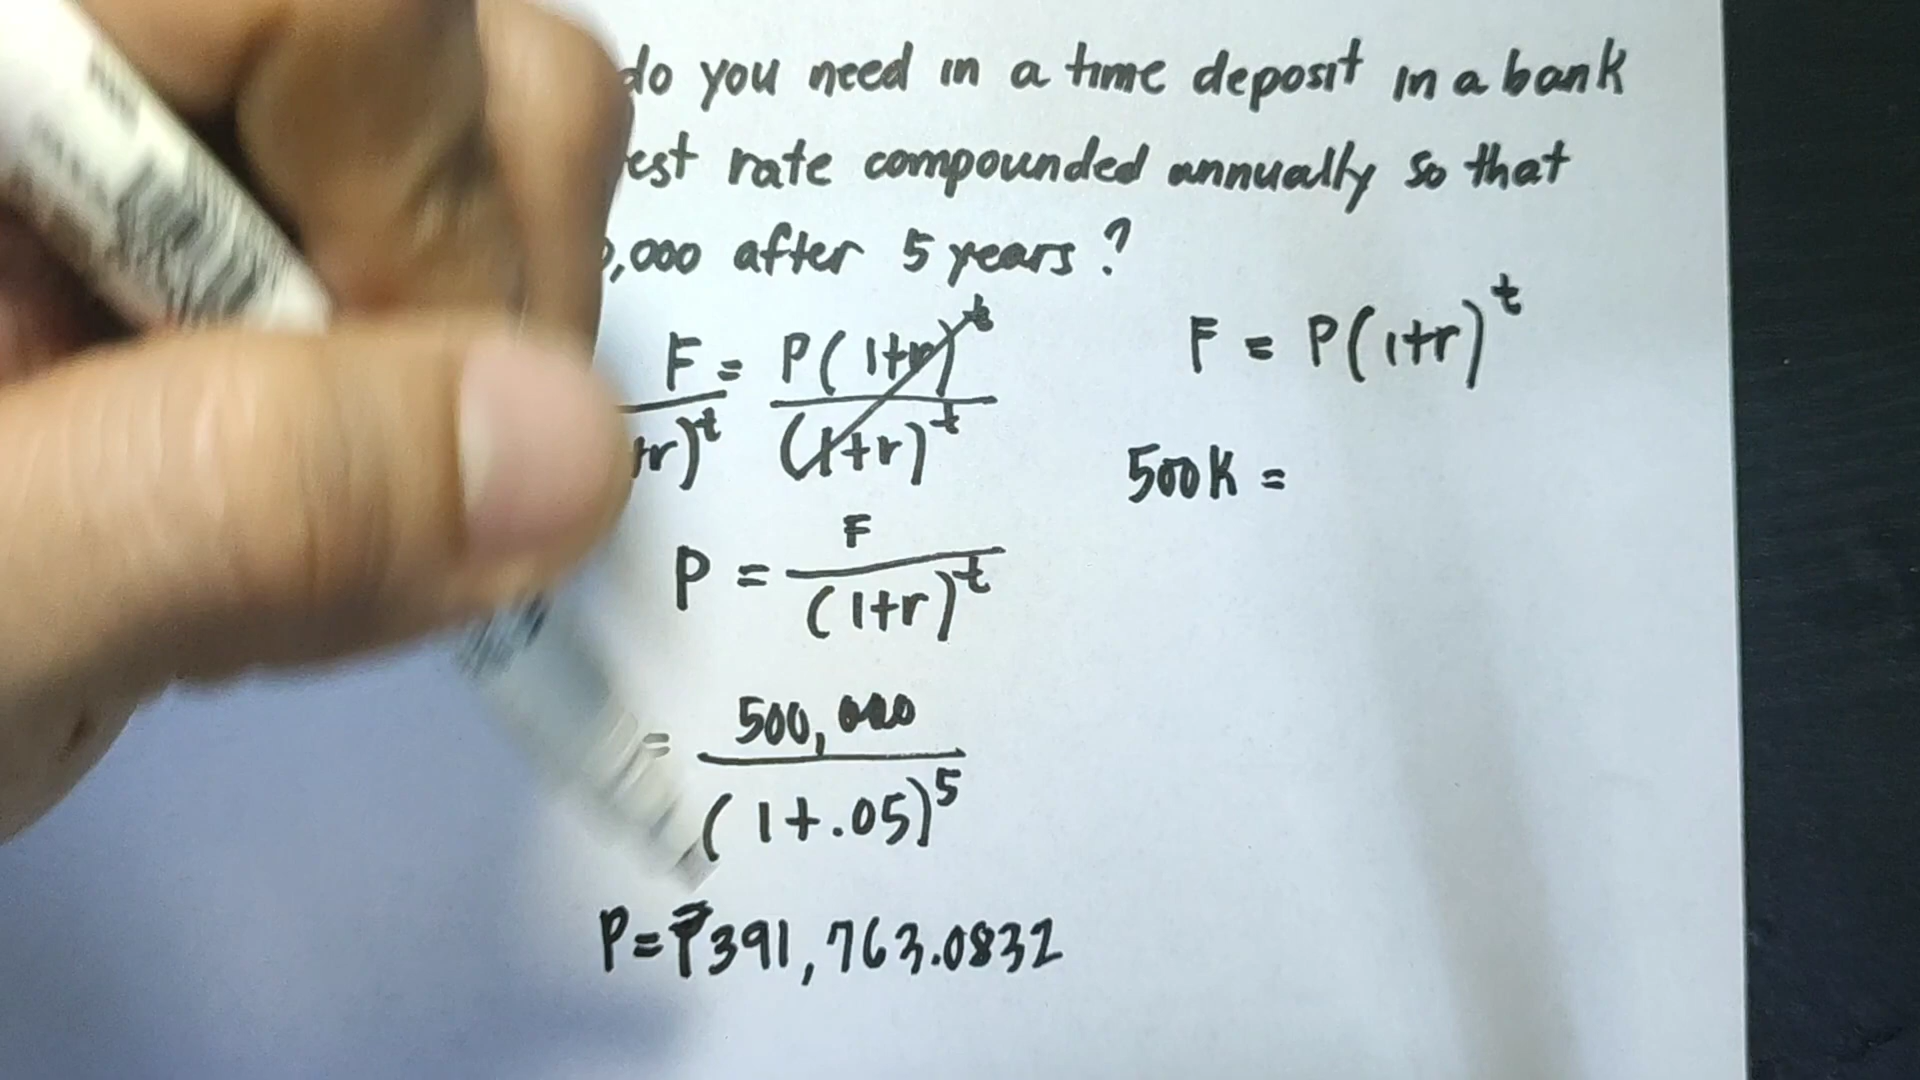 do you need in a time deposit in a bank
est rate compounded annually so that
,000 after 5 years?
F = P(1+r)^t
r)^t (1+r)^t
P = F
(1+r)^t
= 500,000
(1+.05)^5
P=₱391,763.0832
F = P(1+r)^t
500K =